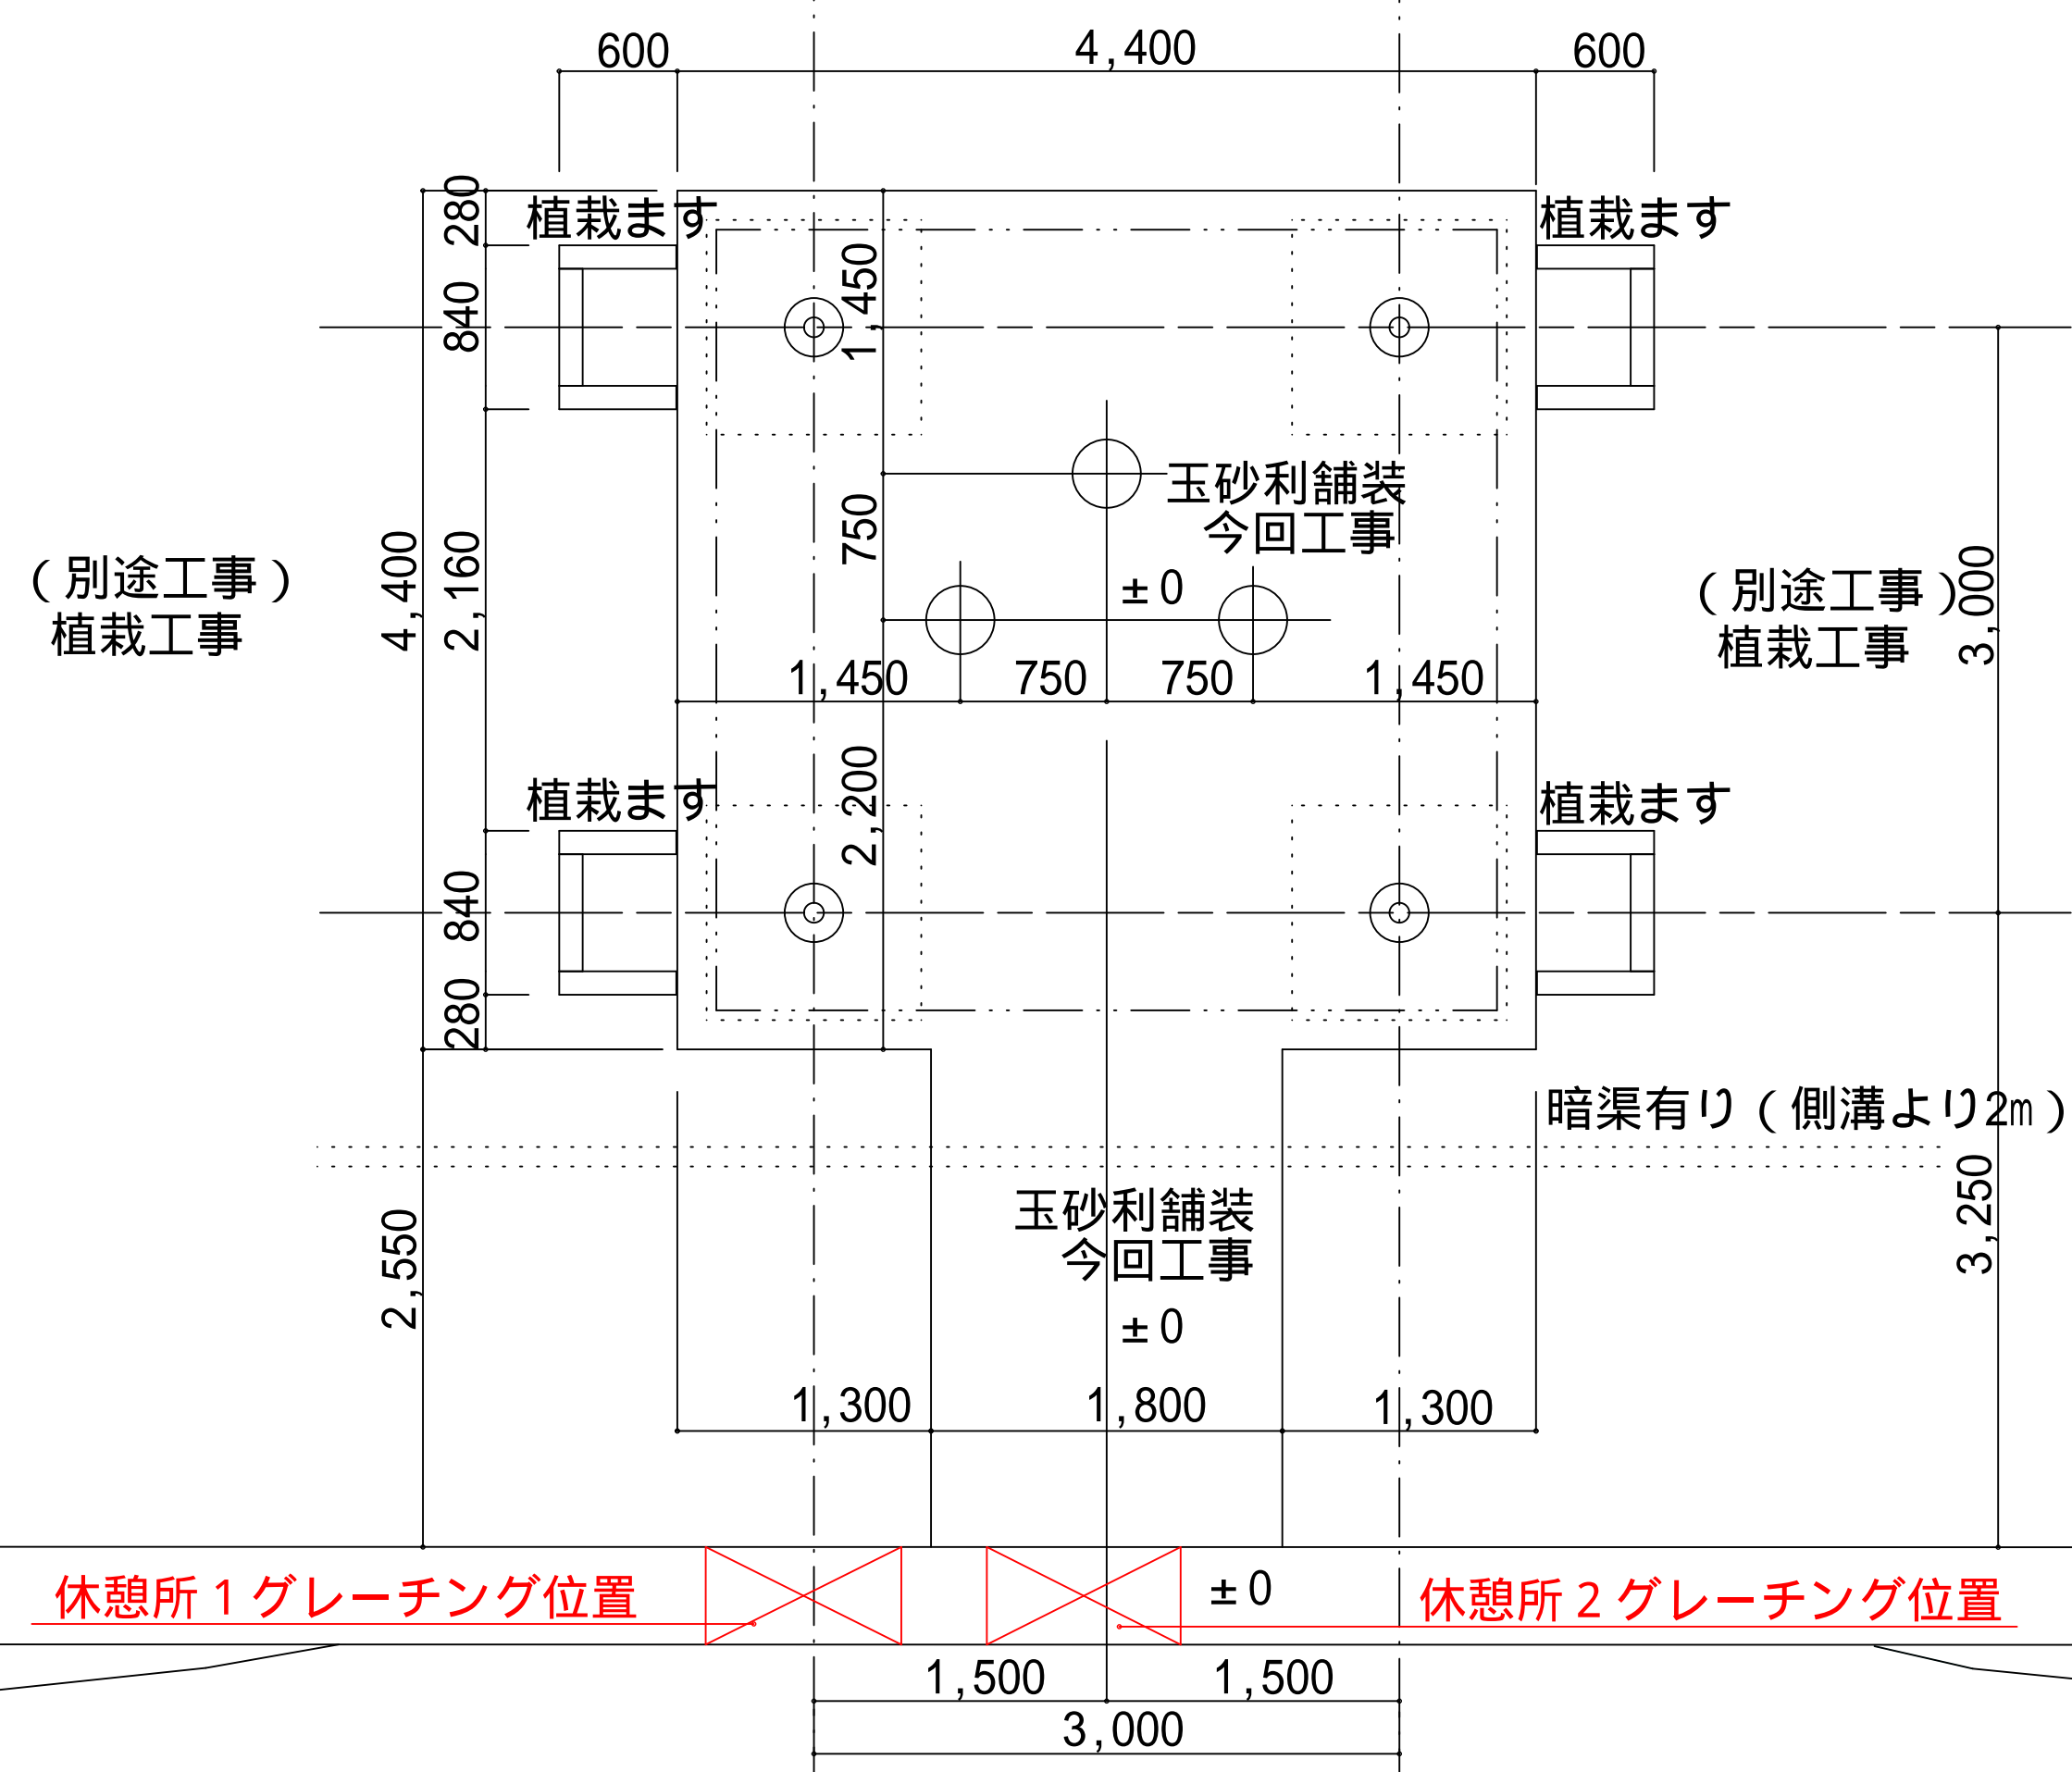 600
4,400
600
280
植栽ます
植栽ます
840
1,450
玉砂利舗装
今回工事
750
4,400
2,160
(別途工事)
植栽工事
±0
(別途工事)
植栽工事
3,000
1,450
750
750
1,450
2,200
植栽ます
植栽ます
840
280
暗渠有り(側溝より2m)
玉砂利舗装
今回工事
±0
2,550
3,250
1,300
1,800
1,300
休憩所1グレーチング位置
±0
休憩所2グレーチング位置
1,500
1,500
3,000